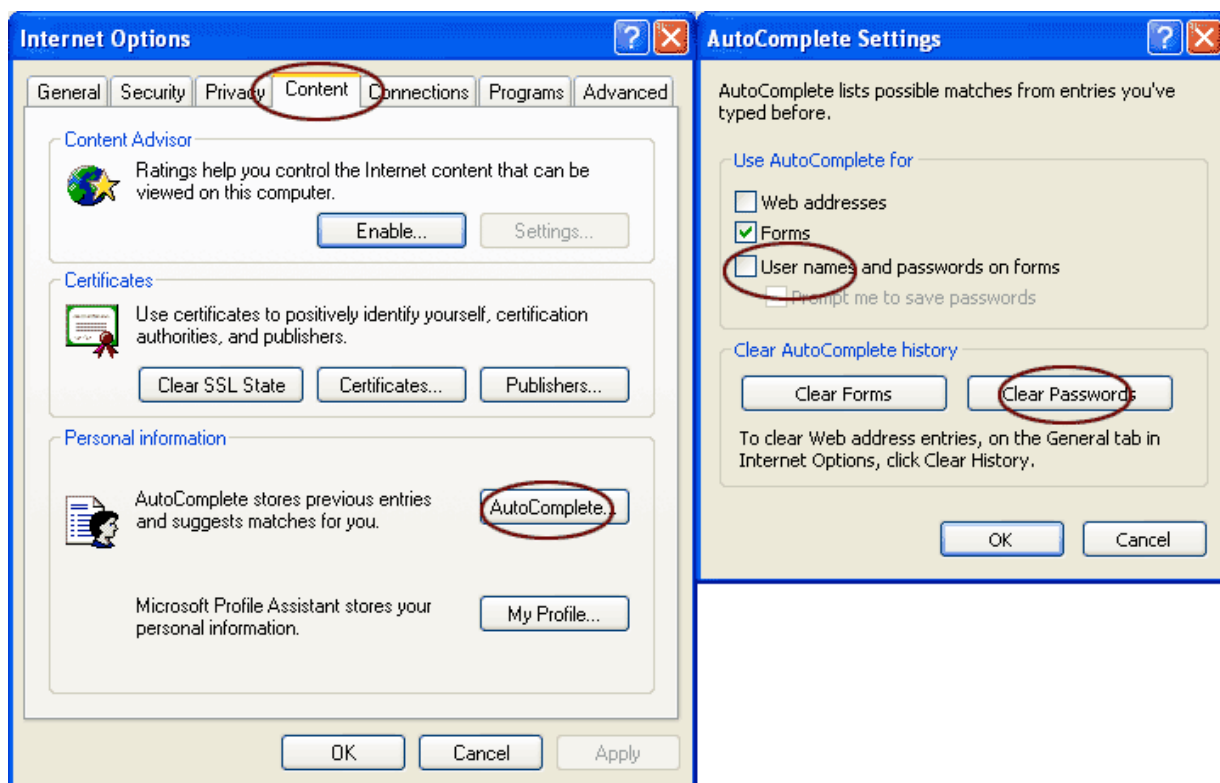 Internet Options
General Security Privacy Content Connections Programs Advanced
Content Advisor
Ratings help you control the Internet content that can be
viewed on this computer.
Enable... Settings...
Certificates
Use certificates to positively identify yourself, certification
authorities, and publishers.
Clear SSL State Certificates... Publishers...
Personal information
AutoComplete stores previous entries
and suggests matches for you.
AutoComplete...
Microsoft Profile Assistant stores your
personal information.
My Profile...
OK Cancel Apply
AutoComplete Settings
AutoComplete lists possible matches from entries you've
typed before.
Use AutoComplete for
Web addresses
Forms
User names and passwords on forms
Prompt me to save passwords
Clear AutoComplete history
Clear Forms Clear Passwords
To clear Web address entries, on the General tab in
Internet Options, click Clear History.
OK Cancel